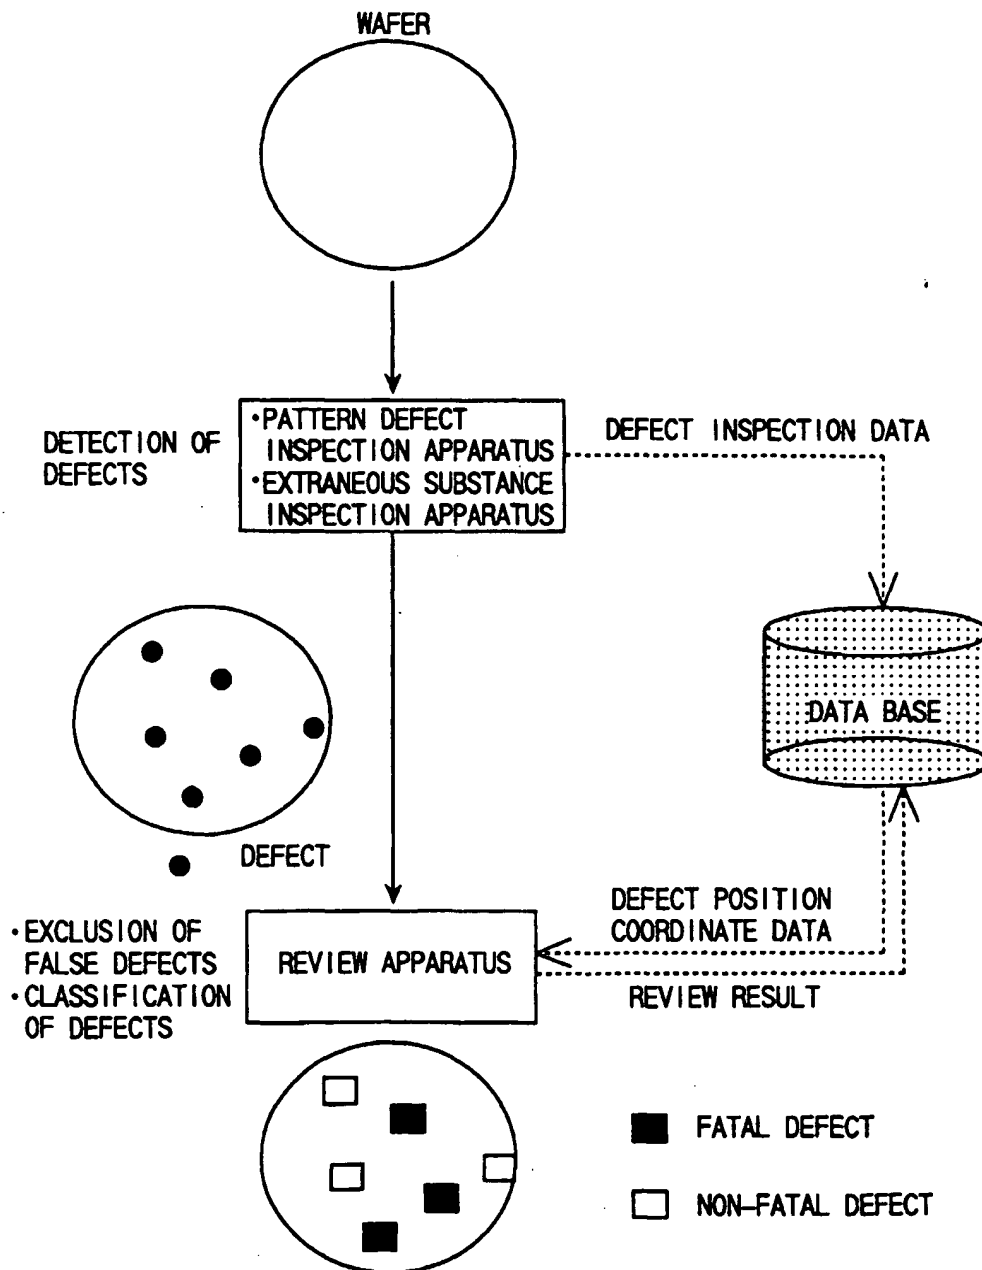 WAFER
DETECTION OF
DEFECTS
·PATTERN DEFECT
INSPECTION APPARATUS
·EXTRANEOUS SUBSTANCE
INSPECTION APPARATUS
DEFECT INSPECTION DATA
DATA BASE
DEFECT
·EXCLUSION OF
FALSE DEFECTS
·CLASSIFICATION
OF DEFECTS
REVIEW APPARATUS
DEFECT POSITION
COORDINATE DATA
REVIEW RESULT
FATAL DEFECT
NON-FATAL DEFECT